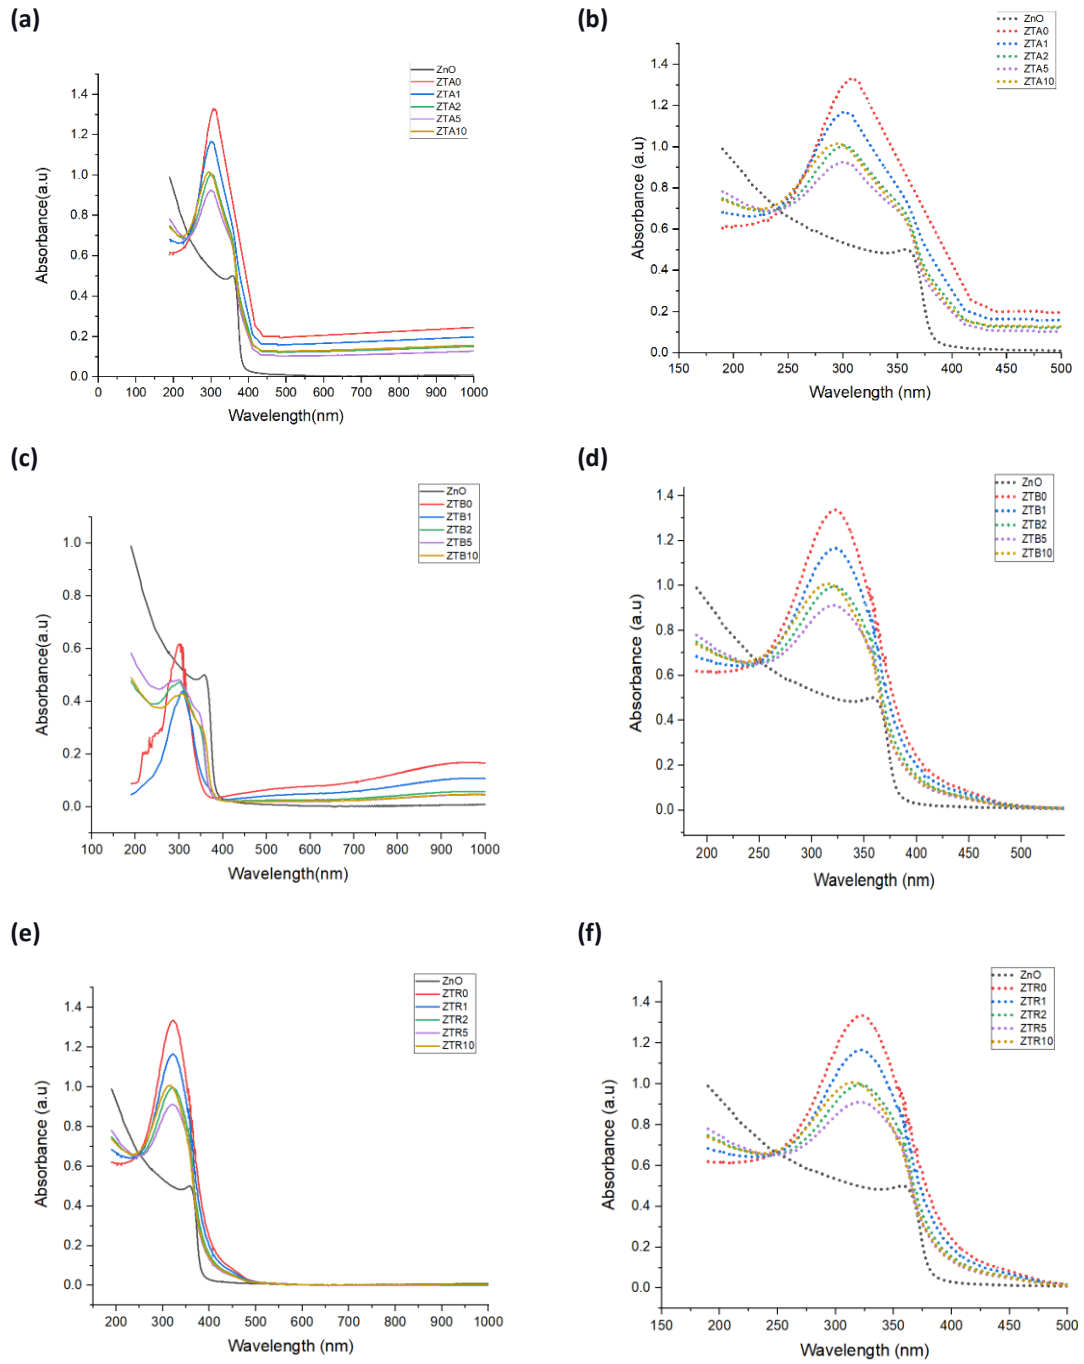 (a)
ZnO
ZTA0
ZTA1
ZTA2
ZTA5
ZTA10
1.4
1.2
1.0
0.8
0.6
0.4
0.2
0.0
0 100 200 300 400 500 600 700 800 900 1000
Absorbance(a.u)
Wavelength(nm)
(b)
ZnO
ZTA0
ZTA1
ZTA2
ZTA5
ZTA10
1.4
1.2
1.0
0.8
0.6
0.4
0.2
0.0
150 200 250 300 350 400 450 500
Absorbance (a.u)
Wavelength (nm)
(c)
ZnO
ZTB0
ZTB1
ZTB2
ZTB5
ZTB10
1.0
0.8
0.6
0.4
0.2
0.0
100 200 300 400 500 600 700 800 900 1000
Absorbance(a.u)
Wavelength(nm)
(d)
ZnO
ZTB0
ZTB1
ZTB2
ZTB5
ZTB10
1.4
1.2
1.0
0.8
0.6
0.4
0.2
0.0
200 250 300 350 400 450 500
Absorbance (a.u)
Wavelength (nm)
(e)
ZnO
ZTR0
ZTR1
ZTR2
ZTR5
ZTR10
1.4
1.2
1.0
0.8
0.6
0.4
0.2
0.0
200 300 400 500 600 700 800 900 1000
Absorbance (a.u)
Wavelength (nm)
(f)
ZnO
ZTR0
ZTR1
ZTR2
ZTR5
ZTR10
1.4
1.2
1.0
0.8
0.6
0.4
0.2
0.0
150 200 250 300 350 400 450 500
Absorbance (a.u)
Wavelength (nm)